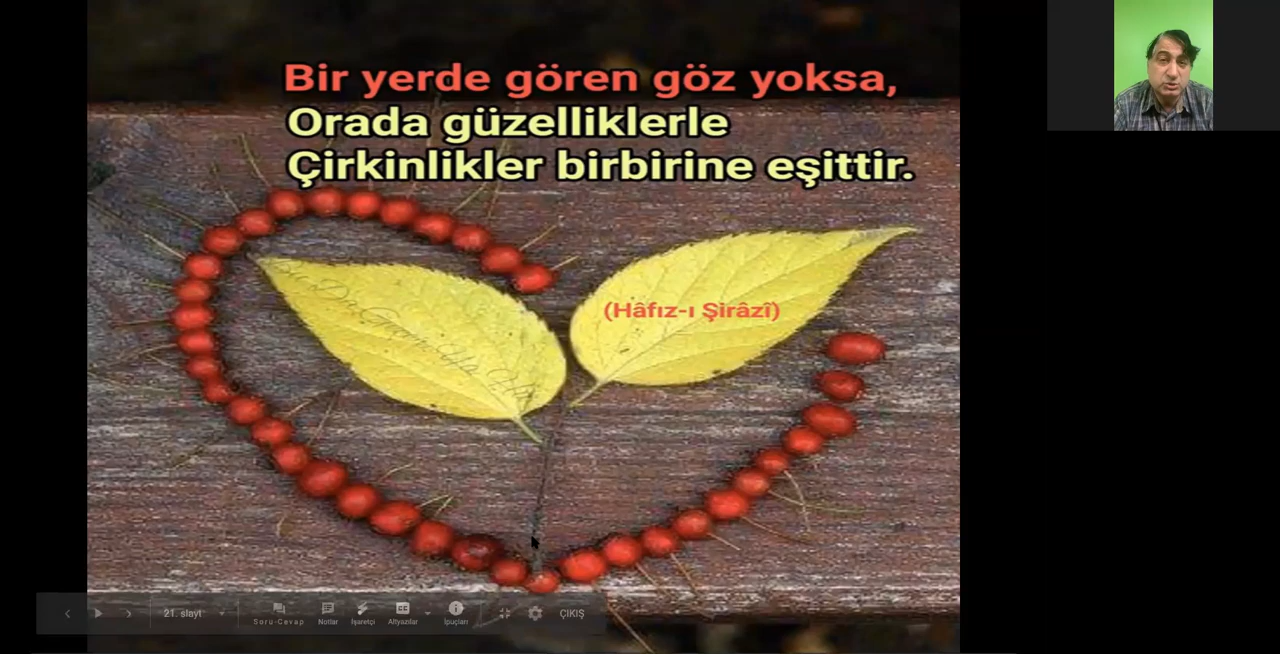 Bir yerde gören göz yoksa,
Orada güzelliklerle
Çirkinlikler birbirine eşittir.
(Hâfız-ı Şirâzî)
21. slayt
Soru-Cevap
Notlar
İşaretçi
Altyazılar
İpuçları
ÇIKIŞ